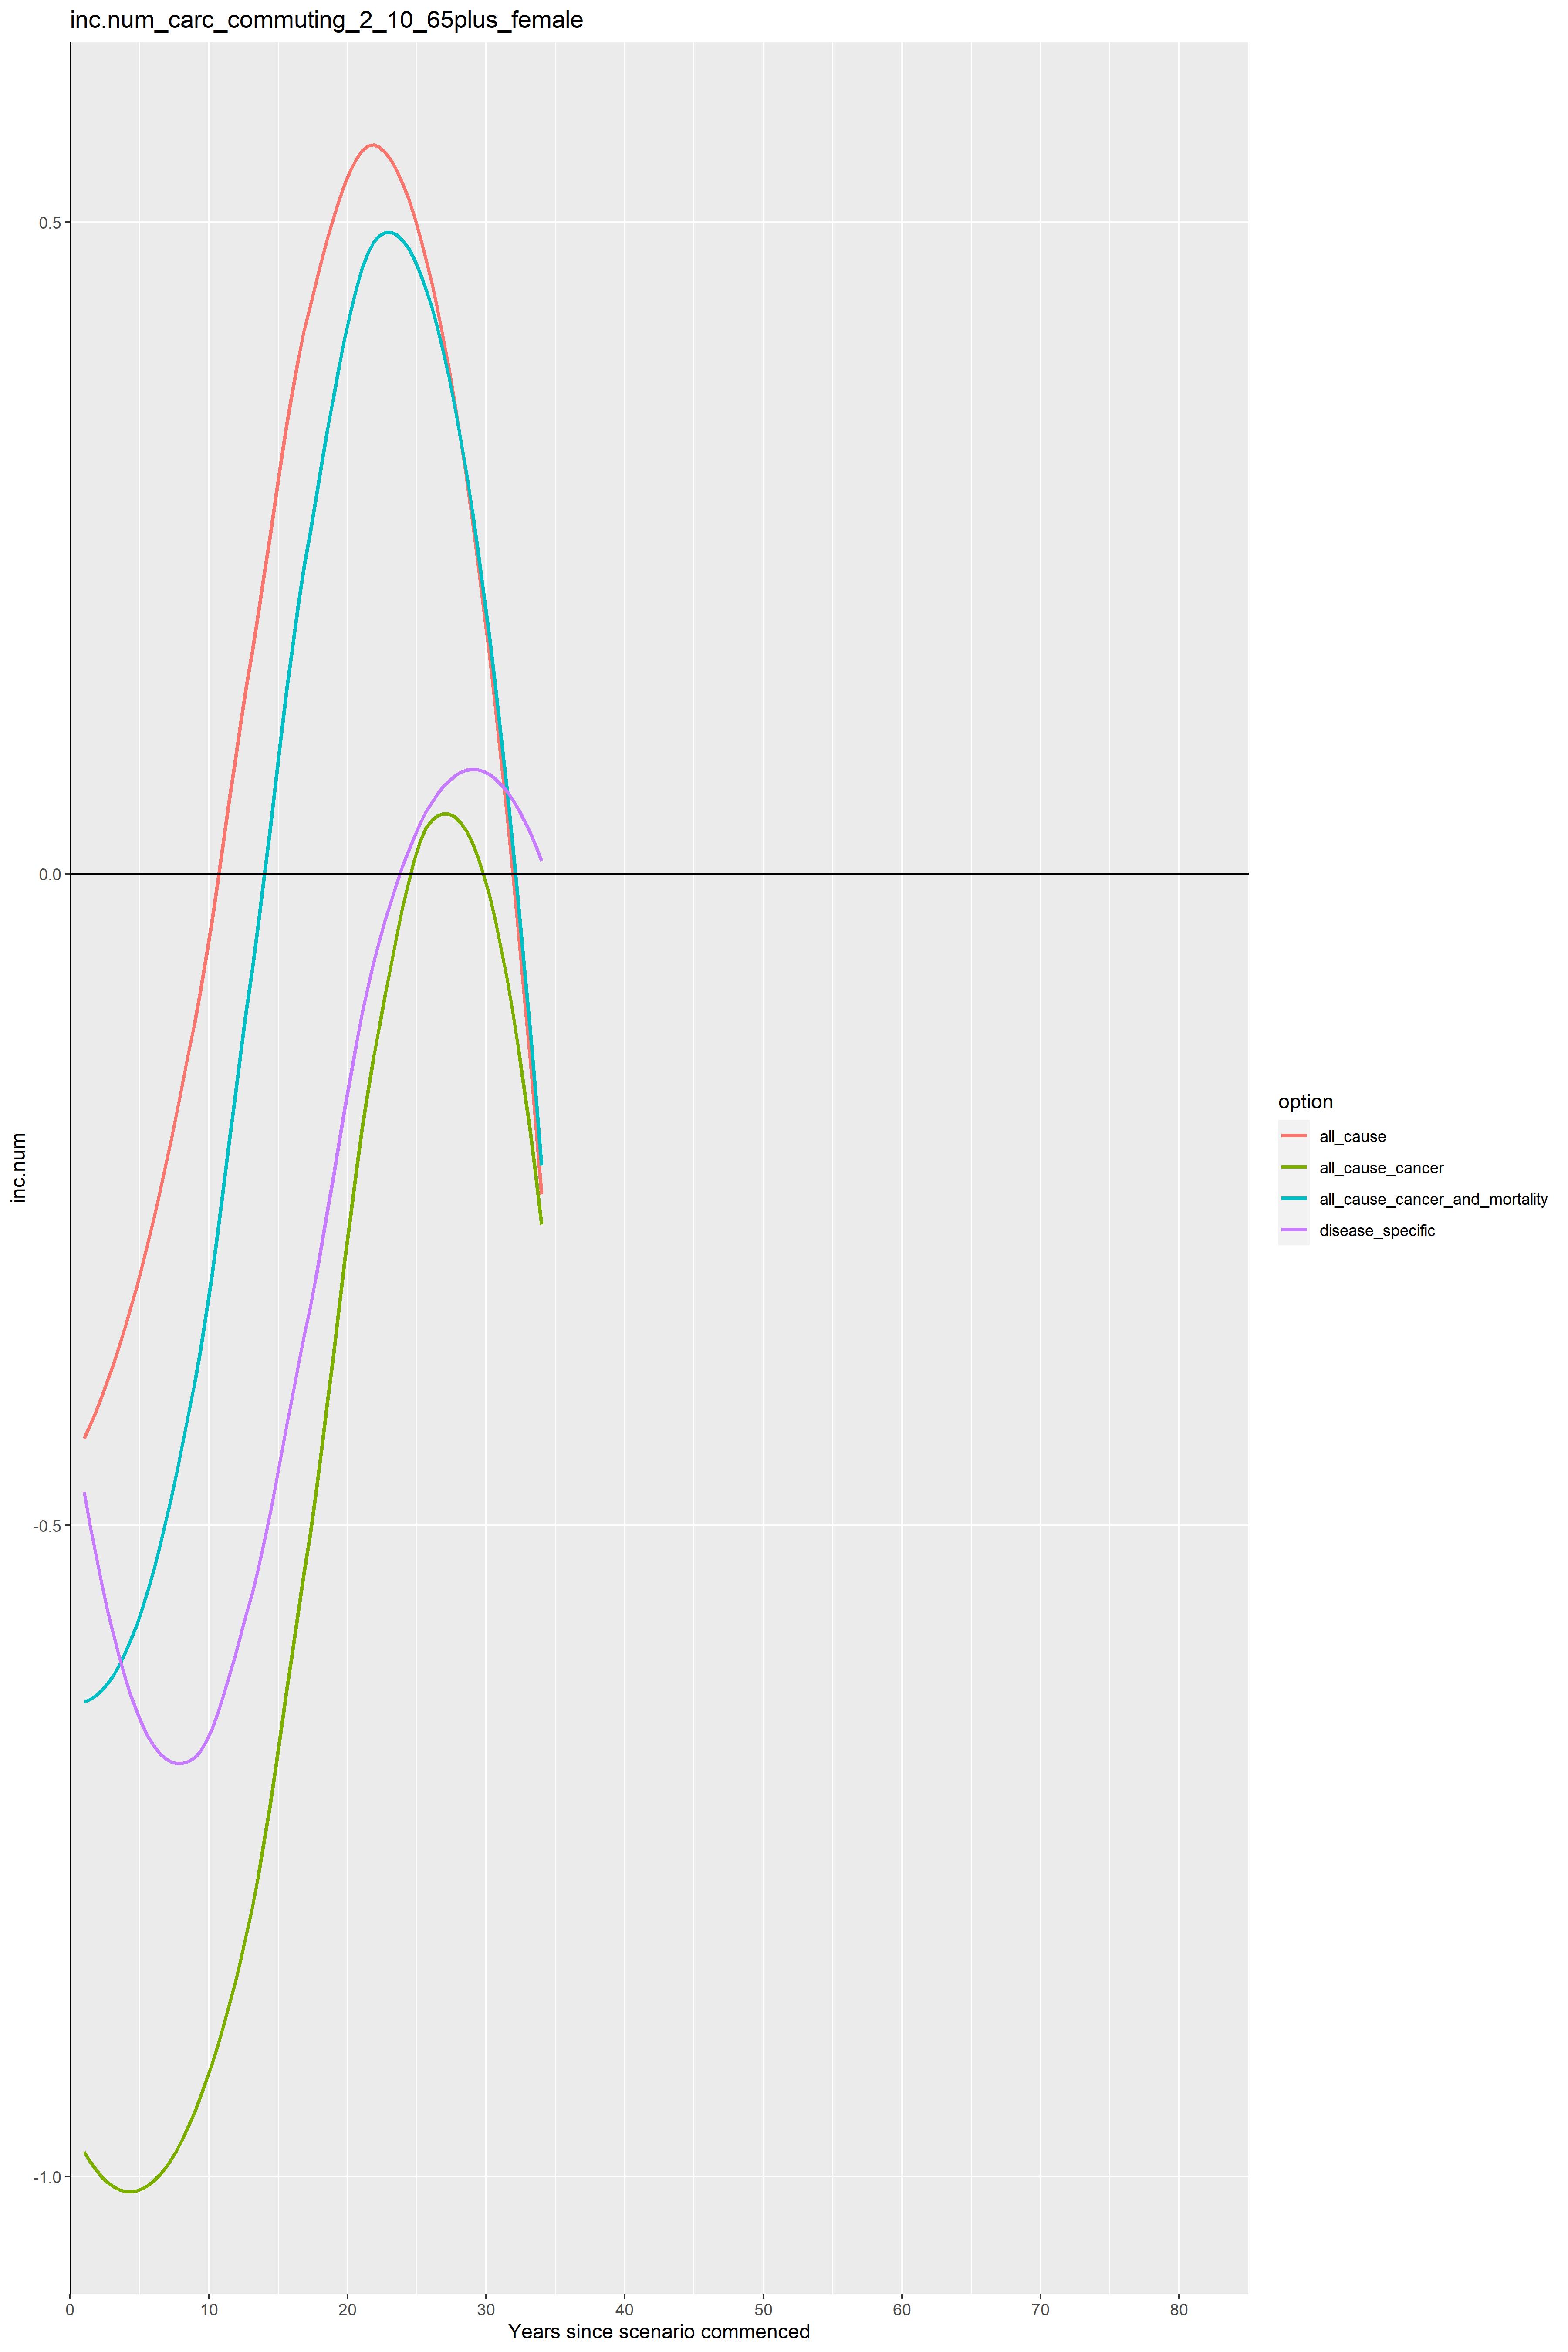 inc.num_carc_commuting_2_10_65plus_female
0.5
0.0
-0.5
-1.0
inc.num
0 10 20 30 40 50 60 70 80
Years since scenario commenced
option
all_cause
all_cause_cancer
all_cause_cancer_and_mortality
disease_specific